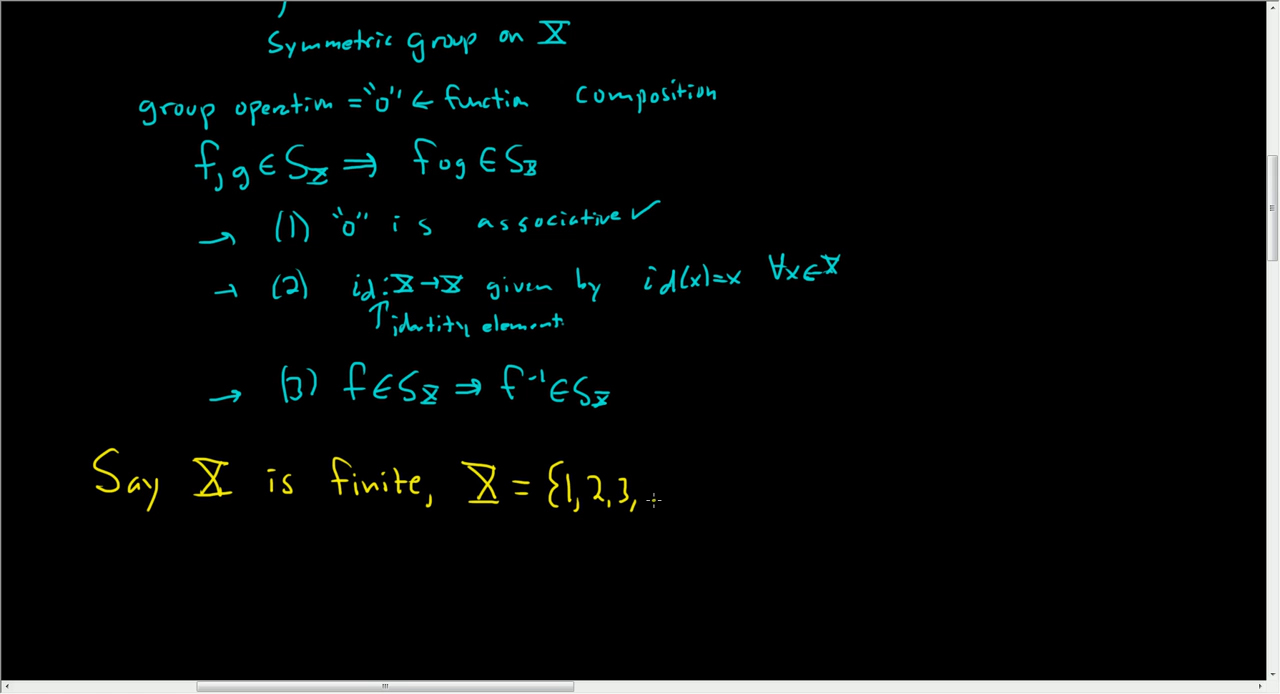 Symmetric group on X
group operation = "o" ← function composition
f, g ∈ S_X ⇒ f o g ∈ S_X
→ (1) "o" is associative ✓
→ (2) id: X → X given by id(x)=x ∀x∈X
↑ identity element
→ (3) f ∈ S_X ⇒ f⁻¹ ∈ S_X
Say X is finite, X = {1, 2, 3,